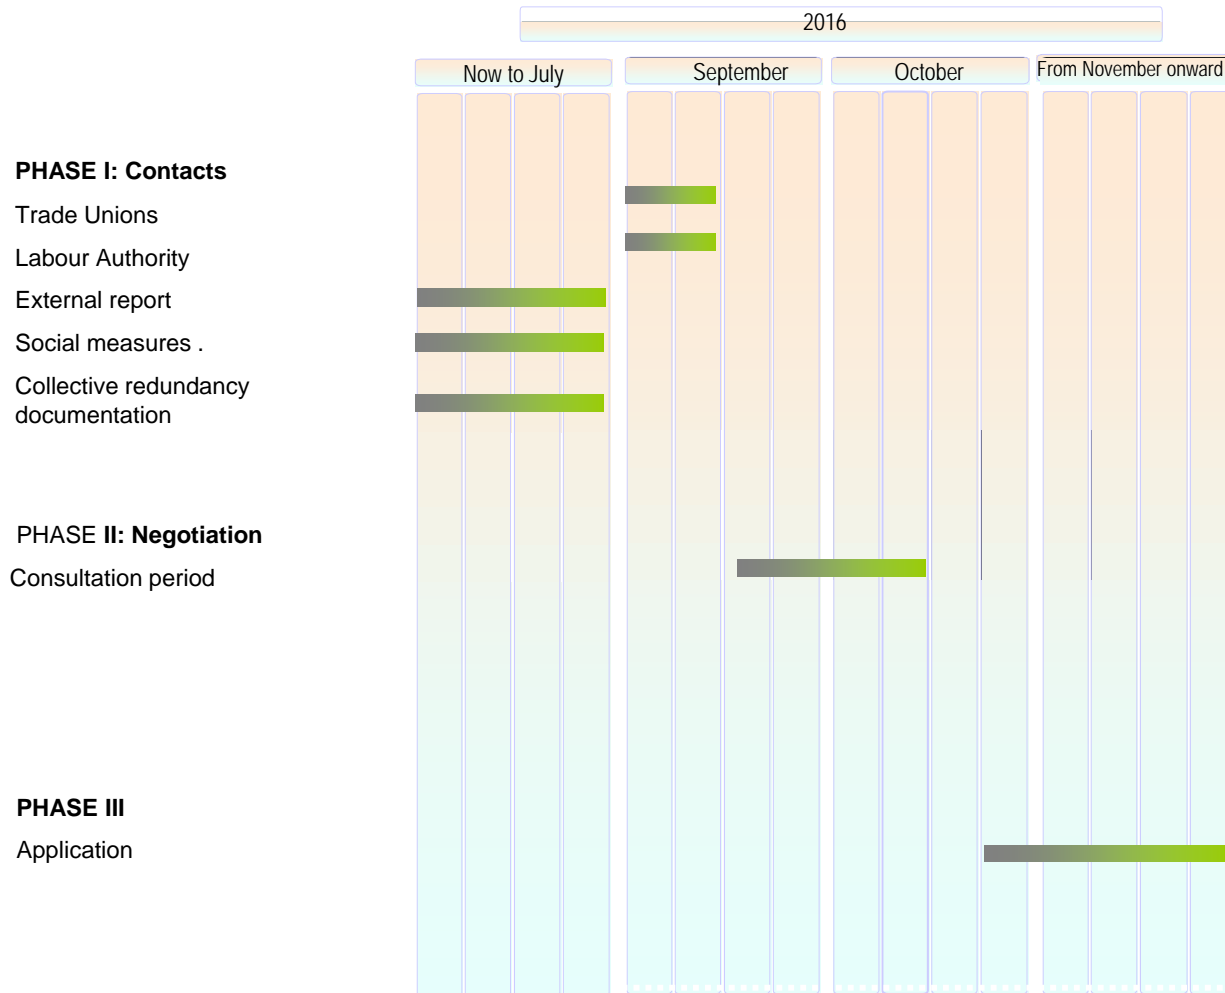 2016
Now to July
September
October
From November onward
PHASE I: Contacts
Trade Unions
Labour Authority
External report
Social measures .
Collective redundancy
documentation
PHASE II: Negotiation
Consultation period
PHASE III
Application